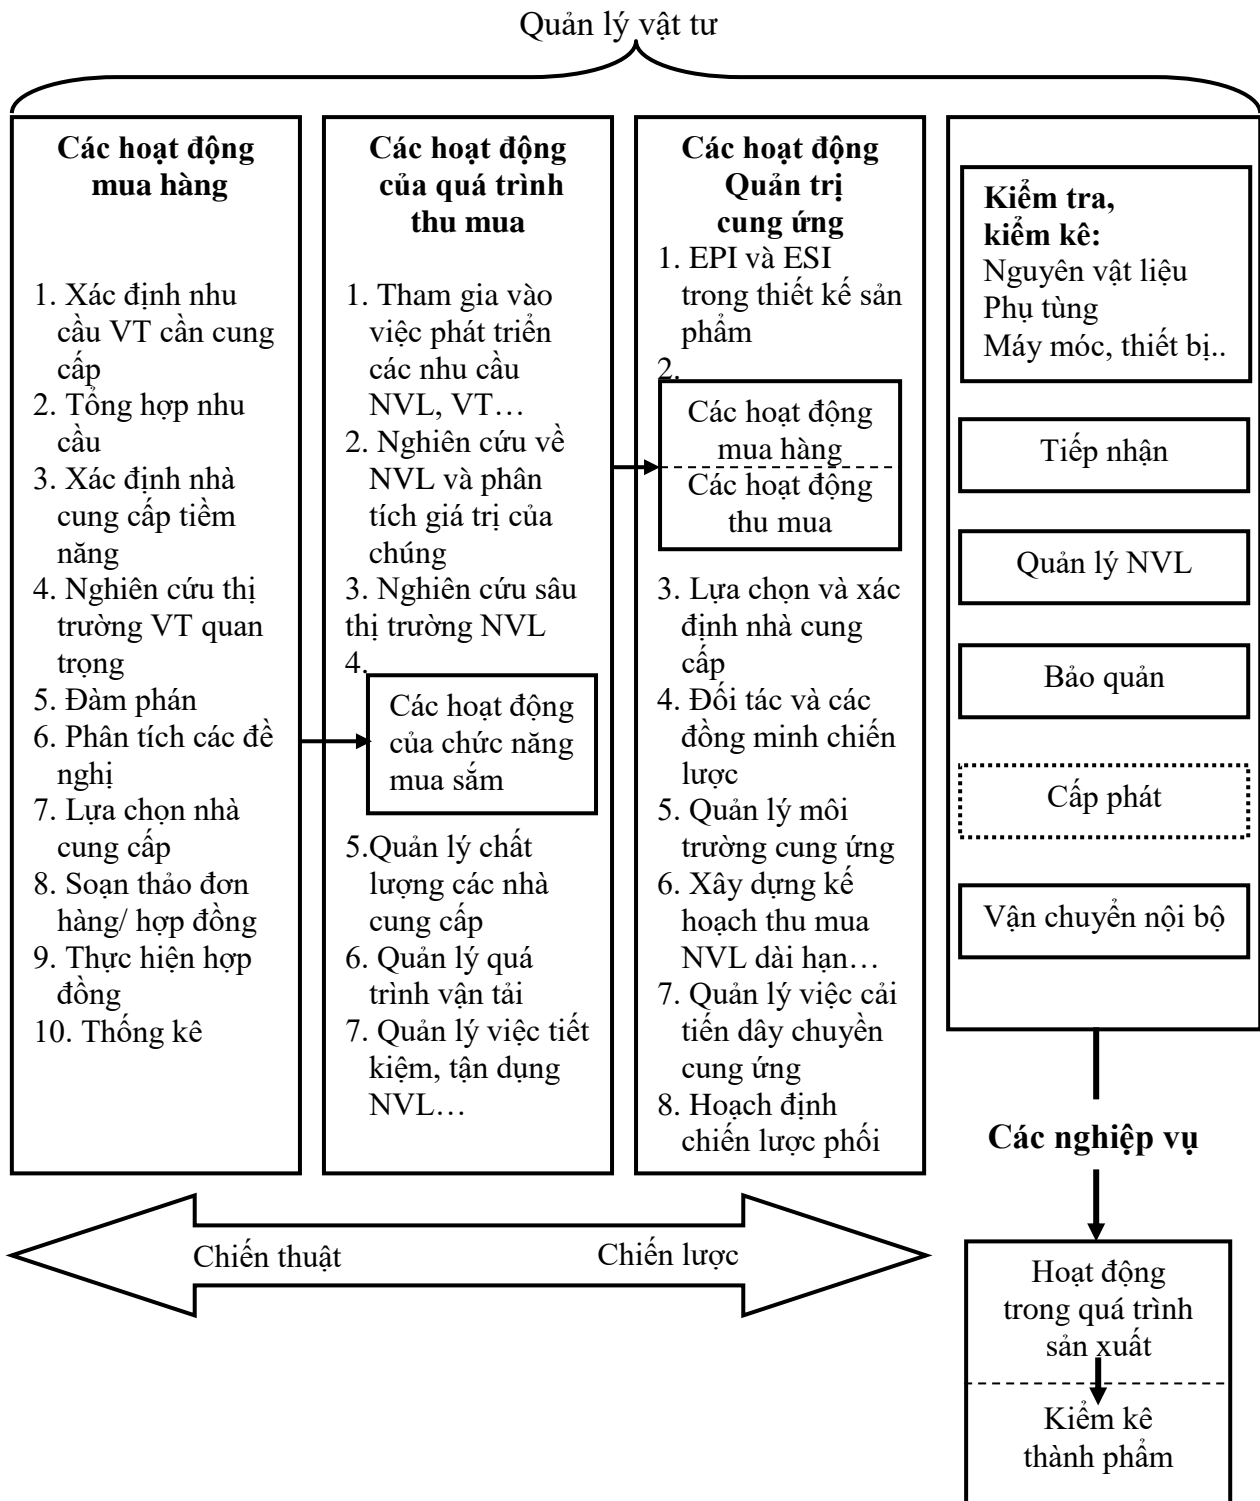 Quản lý vật tư
Các hoạt động
mua hàng
1. Xác định nhu
cầu VT cần cung
cấp
2. Tổng hợp nhu
cầu
3. Xác định nhà
cung cấp tiềm
năng
4. Nghiên cứu thị
trường VT quan
trọng
5. Đàm phán
6. Phân tích các đề
nghị
7. Lựa chọn nhà
cung cấp
8. Soạn thảo đơn
hàng/ hợp đồng
9. Thực hiện hợp
đồng
10. Thống kê
Các hoạt động
của quá trình
thu mua
1. Tham gia vào
việc phát triển
các nhu cầu
NVL, VT…
2. Nghiên cứu về
NVL và phân
tích giá trị của
chúng
3. Nghiên cứu sâu
thị trường NVL
4.
Các hoạt động
của chức năng
mua sắm
5.Quản lý chất
lượng các nhà
cung cấp
6. Quản lý quá
trình vận tải
7. Quản lý việc tiết
kiệm, tận dụng
NVL…
Các hoạt động
Quản trị
cung ứng
1. EPI và ESI
trong thiết kế sản
phẩm
2.
Các hoạt động
mua hàng
Các hoạt động
thu mua
3. Lựa chọn và xác
định nhà cung
cấp
4. Đối tác và các
đồng minh chiến
lược
5. Quản lý môi
trường cung ứng
6. Xây dựng kế
hoạch thu mua
NVL dài hạn…
7. Quản lý việc cải
tiến dây chuyền
cung ứng
8. Hoạch định
chiến lược phối
Kiểm tra,
kiểm kê:
Nguyên vật liệu
Phụ tùng
Máy móc, thiết bị..
Tiếp nhận
Quản lý NVL
Bảo quản
Cấp phát
Vận chuyển nội bộ
Các nghiệp vụ
Chiến thuật
Chiến lược
Hoạt động
trong quá trình
sản xuất
Kiểm kê
thành phẩm